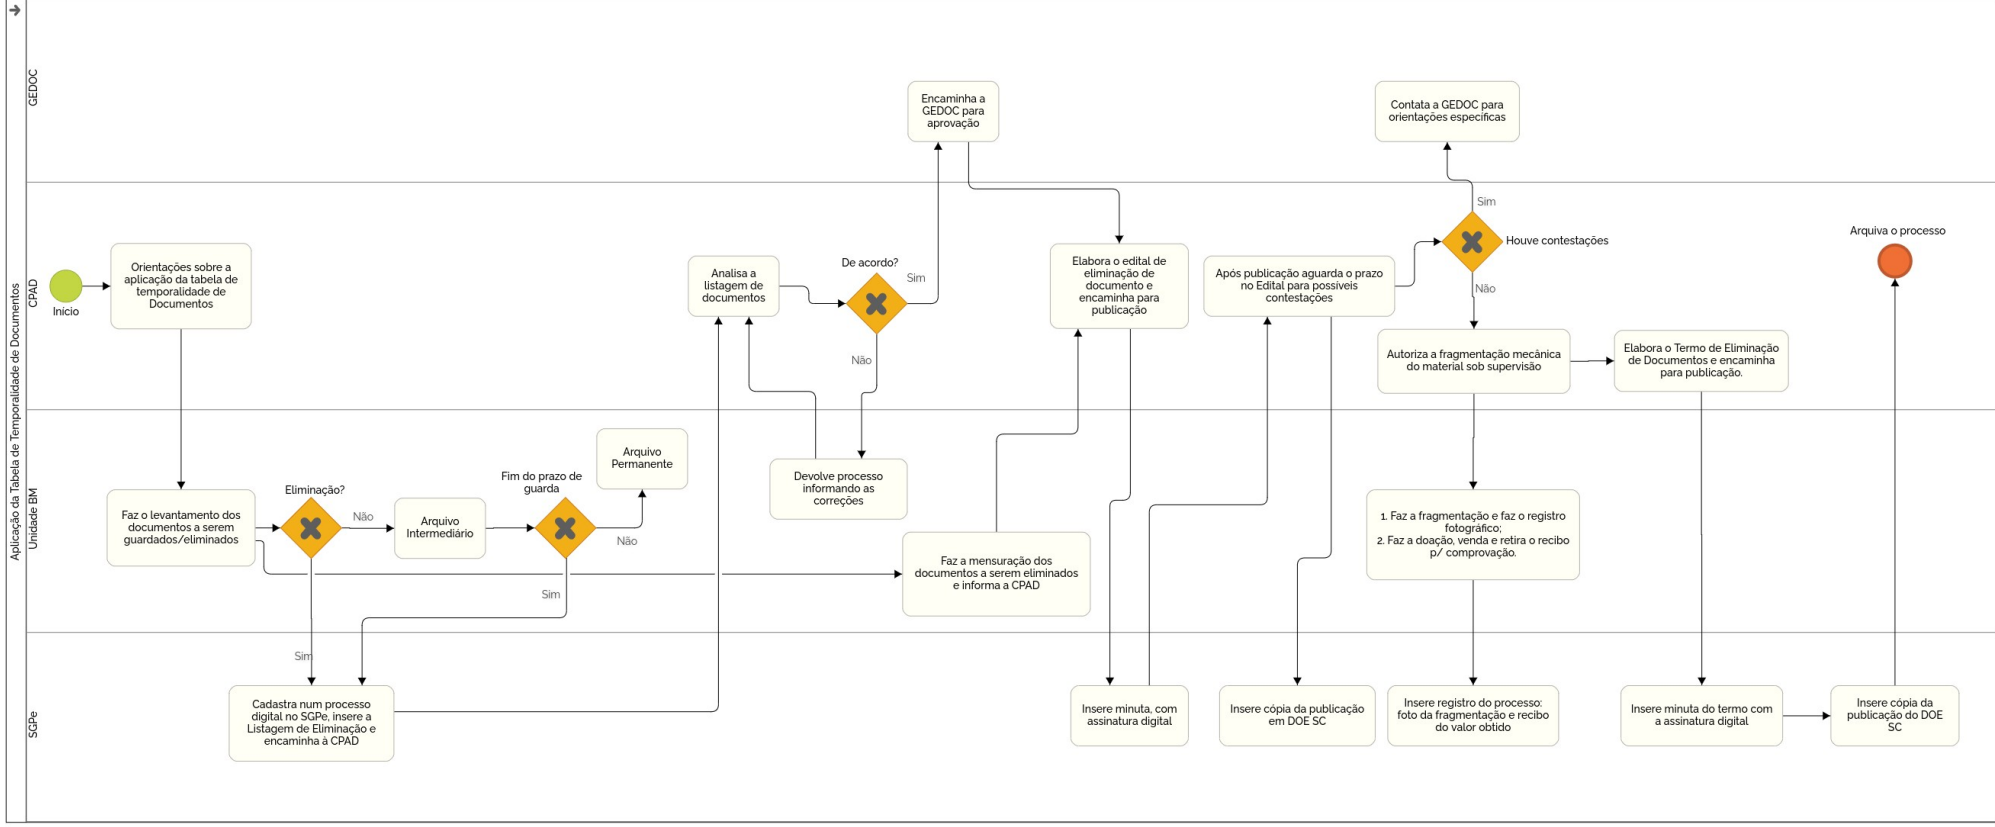 Aplicação da Tabela de Temporalidade de Documentos
GEDOC
Encaminha a
GEDOC para
aprovação
Contata a GEDOC para
orientações específicas
CPAD
Início
Orientações sobre a
aplicação da tabela de
temporalidade de
Documentos
Analisa a
listagem de
documentos
De acordo?
Sim
Não
Elabora o edital de
eliminação de
documento e
encaminha para
publicação
Após publicação aguarda o prazo
no Edital para possíveis
contestações
Sim
Houve contestações
Não
Autoriza a fragmentação mecânica
do material sob supervisão
Elabora o Termo de Eliminação
de Documentos e encaminha
para publicação.
Arquiva o processo
Unidade BM
Faz o levantamento dos
documentos a serem
guardados/eliminados
Eliminação?
Não
Sim
Arquivo
Intermediário
Fim do prazo de
guarda
Não
Sim
Arquivo
Permanente
Devolve processo
informando as
correções
Faz a mensuração dos
documentos a serem eliminados
e informa a CPAD
1. Faz a fragmentação e faz o registro
fotográfico;
2. Faz a doação, venda e retira o recibo
p/ comprovação.
SGPe
Cadastra num processo
digital no SGPe, insere a
Listagem de Eliminação e
encaminha à CPAD
Insere minuta, com
assinatura digital
Insere cópia da publicação
em DOE SC
Insere registro do processo:
foto da fragmentação e recibo
do valor obtido
Insere minuta do termo com
a assinatura digital
Insere cópia da
publicação do DOE
SC